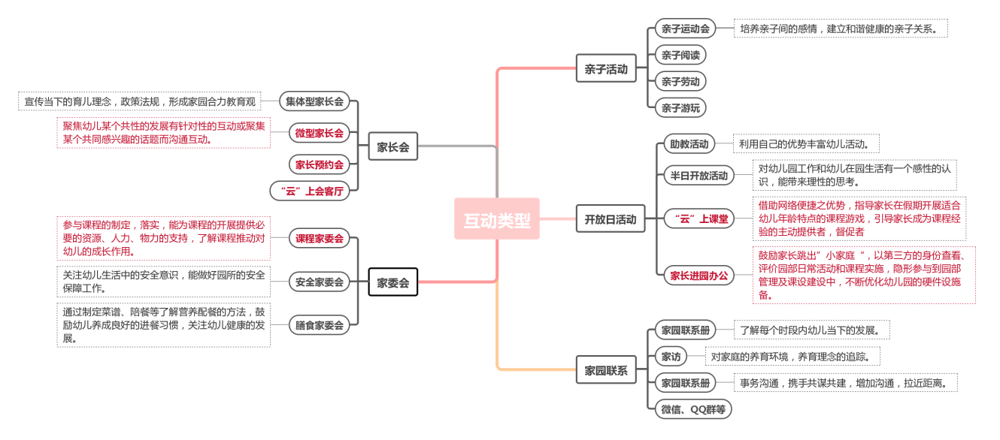 互动类型
家长会
集体型家长会
宣传当下的育儿理念，政策法规，形成家园合力教育观
微型家长会
聚焦幼儿某个共性的发展有针对性的互动或聚集
某个共同感兴趣的话题而沟通互动。
家长预约会
“云”上会客厅
家委会
课程家委会
参与课程的制定，落实，能为课程的开展提供必
要的资源、人力、物力的支持，了解课程推动对
幼儿的成长作用。
安全家委会
关注幼儿生活中的安全意识，能做好园所的安全
保障工作。
膳食家委会
通过制定菜谱、陪餐等了解营养配餐的方法，鼓
励幼儿养成良好的进餐习惯，关注幼儿健康的发
展。
亲子活动
亲子运动会
培养亲子间的感情，建立和谐健康的亲子关系。
亲子阅读
亲子劳动
亲子游玩
开放日活动
助教活动
利用自己的优势丰富幼儿活动。
半日开放活动
对幼儿园工作和幼儿在园生活有一个感性的认
识，能带来理性的思考。
“云”上课堂
借助网络便捷之优势，指导家长在假期开展适合
幼儿年龄特点的课程游戏，引导家长成为课程经
验的主动提供者，督促者
家长进园办公
鼓励家长跳出”小家庭“，以第三方的身份查看、
评价园部日常活动和课程实施，隐形参与到园部
管理及课设建设中，不断优化幼儿园的硬件设施
备。
家园联系
家园联系册
了解每个时段内幼儿当下的发展。
家访
对家庭的养育环境，养育理念的追踪。
家园联系册
事务沟通，携手共谋共建，增加沟通，拉近距离。
微信、QQ群等